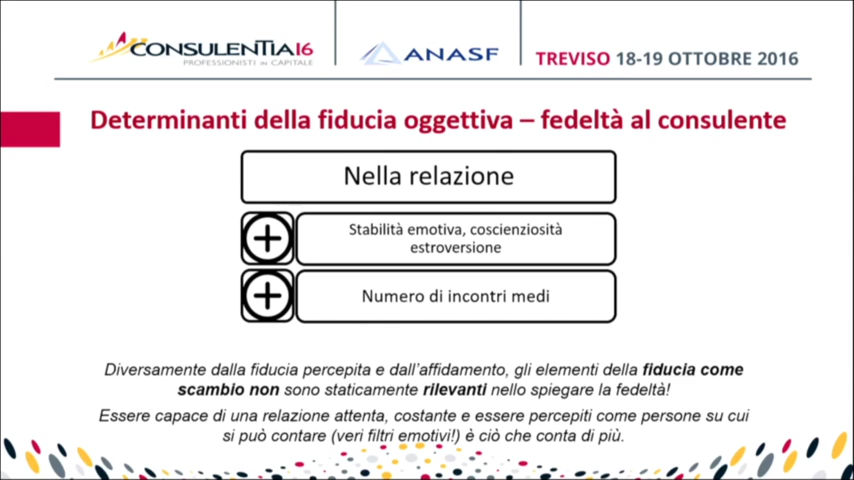 CONSULENTIA16
PROFESSIONISTI IN CAPITALE
ANASF
TREVISO 18-19 OTTOBRE 2016
Determinanti della fiducia oggettiva – fedeltà al consulente
Nella relazione
Stabilità emotiva, coscienziosità
estroversione
Numero di incontri medi
Diversamente dalla fiducia percepita e dall'affidamento, gli elementi della fiducia come
scambio non sono staticamente rilevanti nello spiegare la fedeltà!
Essere capace di una relazione attenta, costante e essere percepiti come persone su cui
si può contare (veri filtri emotivi!) è ciò che conta di più.